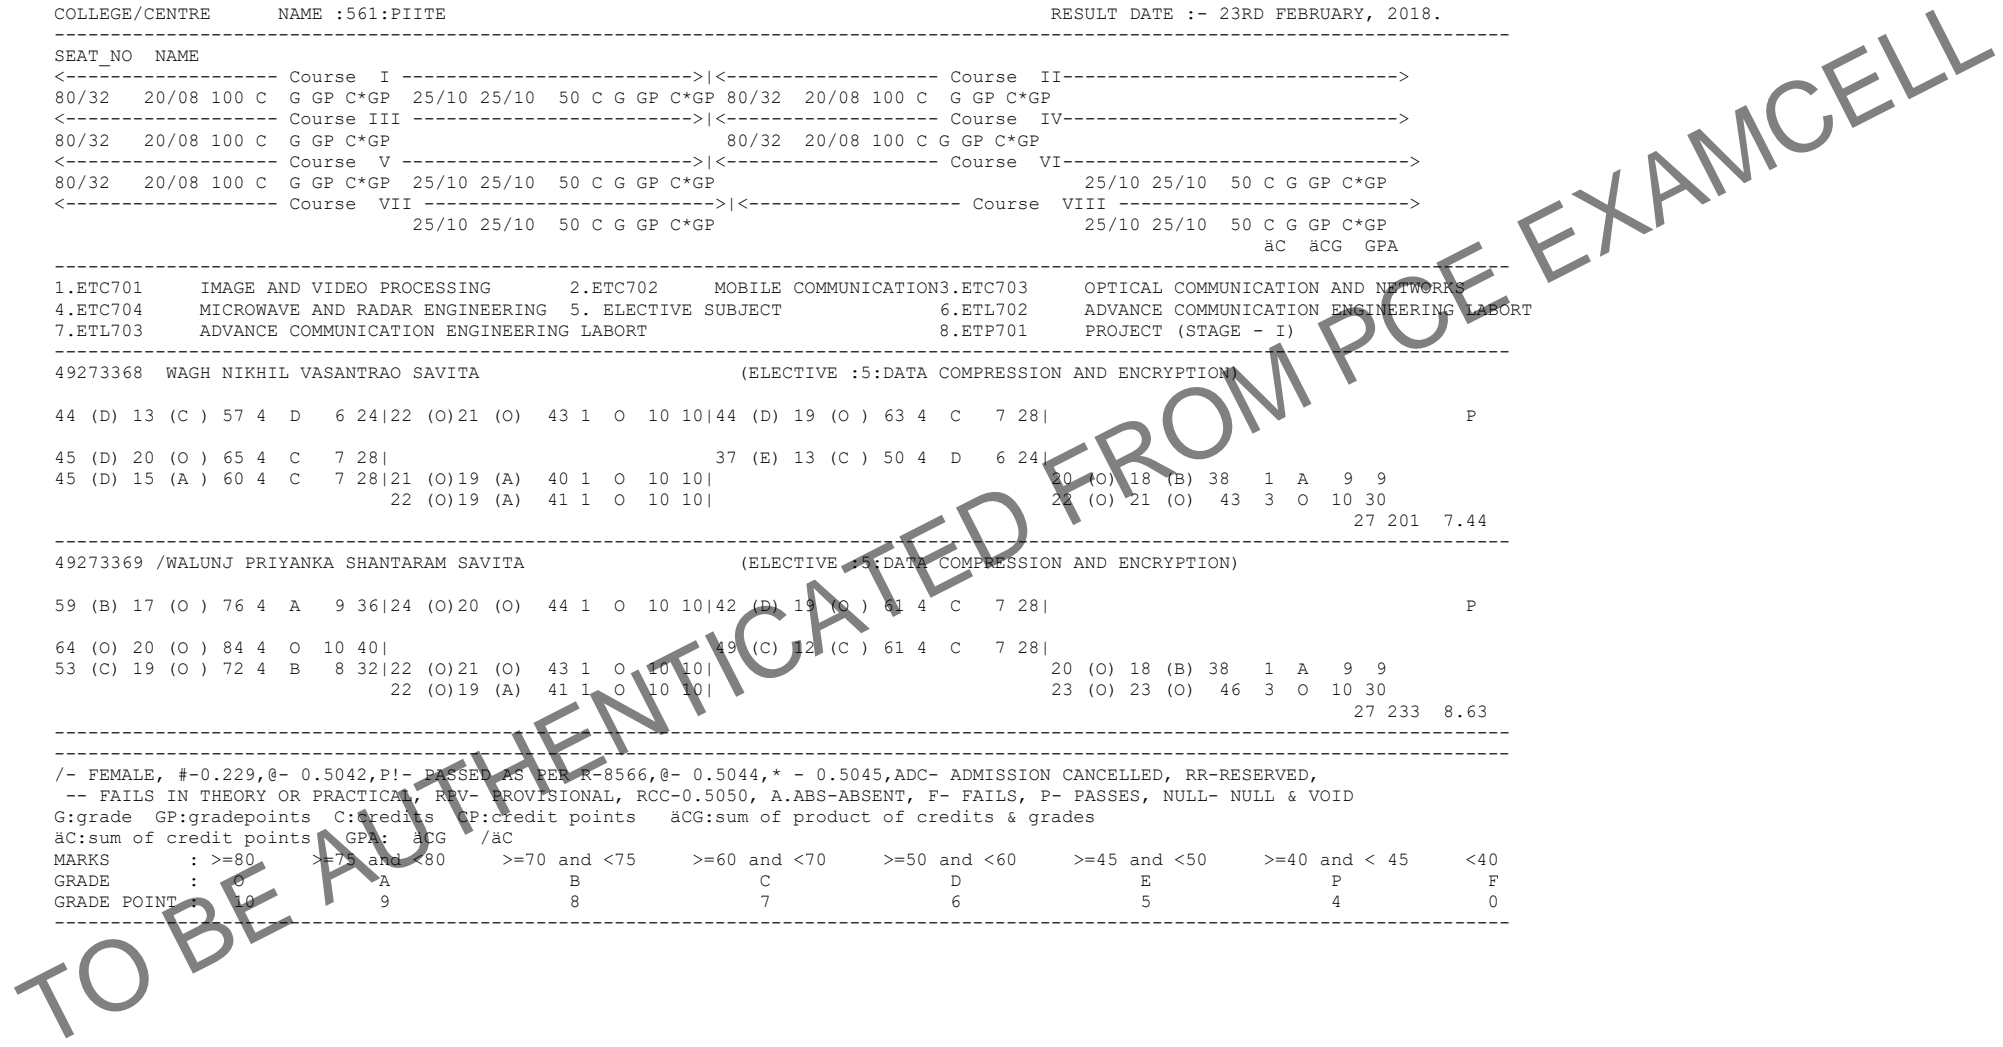 COLLEGE/CENTRE      NAME :561:PIITE                                                      RESULT DATE :- 23RD FEBRUARY, 2018.
----------------------------------------------------------------------------------------------------------------------------------
SEAT_NO  NAME
<------------------- Course  I -------------------------->|<------------------- Course  II------------------------------>
80/32   20/08 100 C  G GP C*GP  25/10 25/10  50 C G GP C*GP 80/32  20/08 100 C  G GP C*GP
<------------------- Course III ------------------------->|<------------------- Course  IV------------------------------>
80/32   20/08 100 C  G GP C*GP                              80/32  20/08 100 C G GP C*GP
<------------------- Course  V -------------------------->|<------------------- Course  VI------------------------------->
80/32   20/08 100 C  G GP C*GP  25/10 25/10  50 C G GP C*GP                                 25/10 25/10  50 C G GP C*GP
<------------------- Course  VII -------------------------->|<------------------- Course  VIII -------------------------->
                                25/10 25/10  50 C G GP C*GP                                 25/10 25/10  50 C G GP C*GP
                                                                                                            äC  äCG  GPA
----------------------------------------------------------------------------------------------------------------------------------
1.ETC701     IMAGE AND VIDEO PROCESSING       2.ETC702     MOBILE COMMUNICATION3.ETC703     OPTICAL COMMUNICATION AND NETWORKS
4.ETC704     MICROWAVE AND RADAR ENGINEERING  5. ELECTIVE SUBJECT              6.ETL702     ADVANCE COMMUNICATION ENGINEERING LABORT
7.ETL703     ADVANCE COMMUNICATION ENGINEERING LABORT                          8.ETP701     PROJECT (STAGE - I)
----------------------------------------------------------------------------------------------------------------------------------
49273368  WAGH NIKHIL VASANTRAO SAVITA                       (ELECTIVE :5:DATA COMPRESSION AND ENCRYPTION)
44 (D) 13 (C ) 57 4  D   6 24|22 (O)21 (O)  43 1  O  10 10|44 (D) 19 (O ) 63 4  C   7 28|                                     P
45 (D) 20 (O ) 65 4  C   7 28|                             37 (E) 13 (C ) 50 4  D   6 24|
45 (D) 15 (A ) 60 4  C   7 28|21 (O)19 (A)  40 1  O  10 10|                              20 (O) 18 (B) 38   1  A   9  9
                              22 (O)19 (A)  41 1  O  10 10|                              22 (O) 21 (O)  43  3  O  10 30
                                                                                                                    27 201  7.44
----------------------------------------------------------------------------------------------------------------------------------
49273369 /WALUNJ PRIYANKA SHANTARAM SAVITA                   (ELECTIVE :5:DATA COMPRESSION AND ENCRYPTION)
59 (B) 17 (O ) 76 4  A   9 36|24 (O)20 (O)  44 1  O  10 10|42 (D) 19 (O ) 61 4  C   7 28|                                     P
64 (O) 20 (O ) 84 4  O  10 40|                             49 (C) 12 (C ) 61 4  C   7 28|
53 (C) 19 (O ) 72 4  B   8 32|22 (O)21 (O)  43 1  O  10 10|                              20 (O) 18 (B) 38   1  A   9  9
                              22 (O)19 (A)  41 1  O  10 10|                              23 (O) 23 (O)  46  3  O  10 30
                                                                                                                    27 233  8.63
----------------------------------------------------------------------------------------------------------------------------------
----------------------------------------------------------------------------------------------------------------------------------
/- FEMALE, #-0.229,@- 0.5042,P!- PASSED AS PER R-8566,@- 0.5044,* - 0.5045,ADC- ADMISSION CANCELLED, RR-RESERVED,
 -- FAILS IN THEORY OR PRACTICAL, RPV- PROVISIONAL, RCC-0.5050, A.ABS-ABSENT, F- FAILS, P- PASSES, NULL- NULL & VOID
G:grade  GP:gradepoints  C:credits  CP:credit points   äCG:sum of product of credits & grades
äC:sum of credit points   GPA:  äCG  /äC
MARKS       : >=80     >=75 and <80     >=70 and <75     >=60 and <70     >=50 and <60     >=45 and <50     >=40 and < 45     <40
GRADE       :  O             A                B                C                D                E                P             F
GRADE POINT :  10            9                8                7                6                5                4             0
----------------------------------------------------------------------------------------------------------------------------------
TO BE AUTHENTICATED FROM PCE EXAMCELL